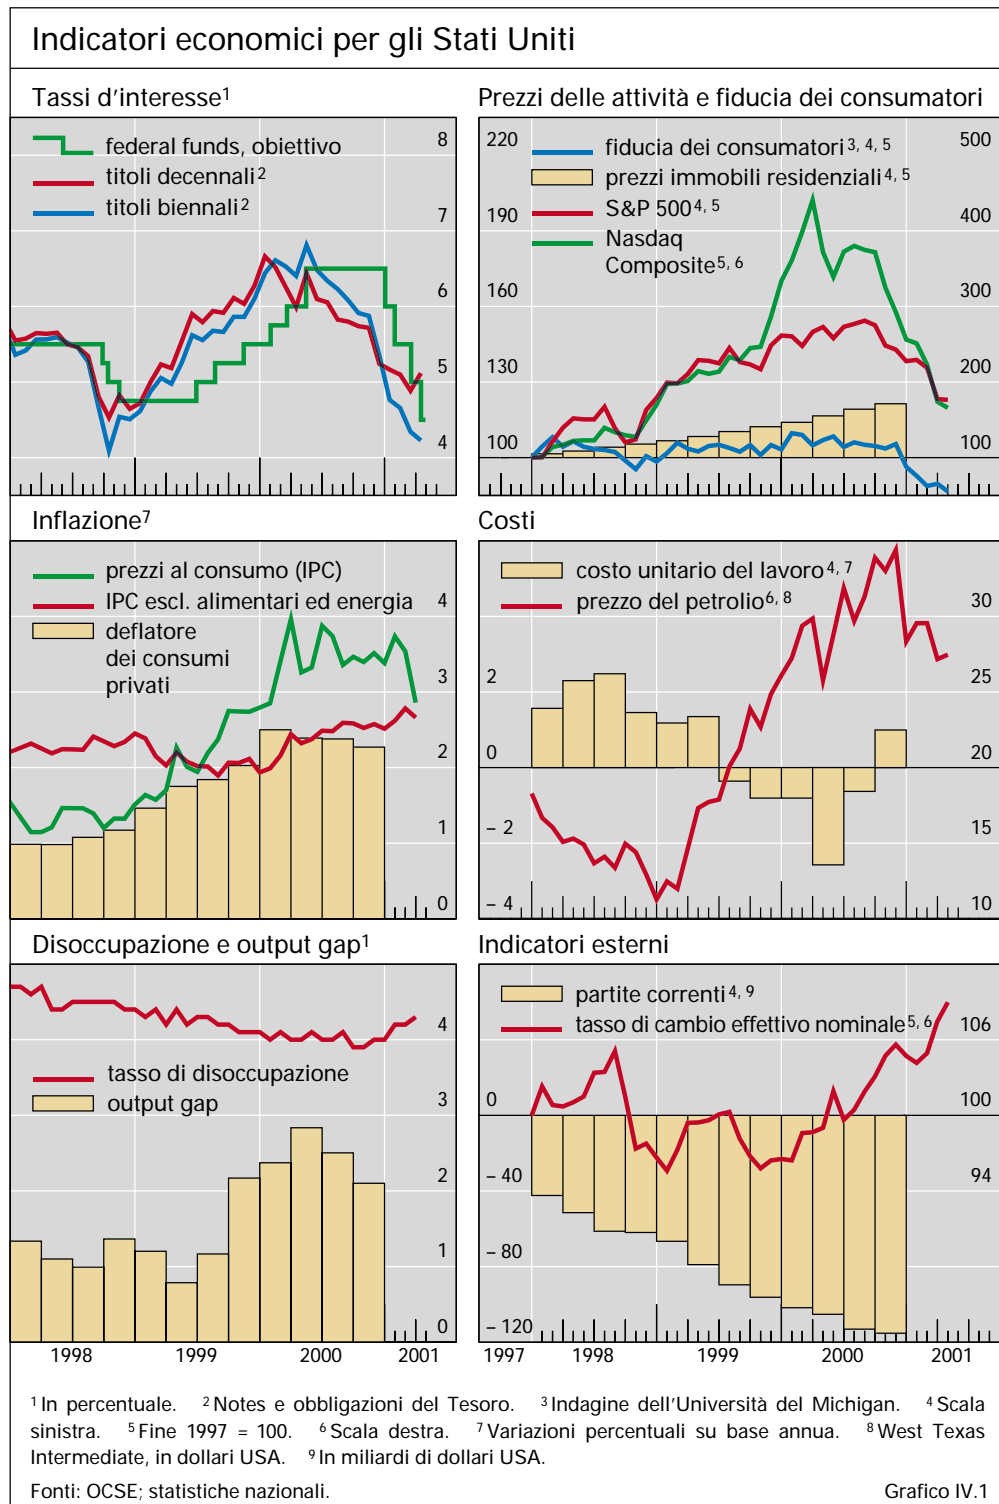 Indicatori economici per gli Stati Uniti
Tassi d'interesse¹
federal funds, obiettivo
titoli decennali²
titoli biennali²
8
7
6
5
4
Prezzi delle attività e fiducia dei consumatori
fiducia dei consumatori³, ⁴, ⁵
prezzi immobili residenziali⁴, ⁵
S&P 500⁴, ⁵
Nasdaq
Composite⁵, ⁶
220
190
160
130
100
500
400
300
200
100
Inflazione⁷
prezzi al consumo (IPC)
IPC escl. alimentari ed energia
deflatore
dei consumi
privati
4
3
2
1
0
Costi
costo unitario del lavoro⁴, ⁷
prezzo del petrolio⁶, ⁸
2
0
– 2
– 4
30
25
20
15
10
Disoccupazione e output gap¹
tasso di disoccupazione
output gap
4
3
2
1
0
1998 1999 2000 2001
Indicatori esterni
partite correnti⁴, ⁹
tasso di cambio effettivo nominale⁵, ⁶
0
– 40
– 80
– 120
106
100
94
1997 1998 1999 2000 2001
¹ In percentuale. ² Notes e obbligazioni del Tesoro. ³ Indagine dell'Università del Michigan. ⁴ Scala
sinistra. ⁵ Fine 1997 = 100. ⁶ Scala destra. ⁷ Variazioni percentuali su base annua. ⁸ West Texas
Intermediate, in dollari USA. ⁹ In miliardi di dollari USA.
Fonti: OCSE; statistiche nazionali. Grafico IV.1